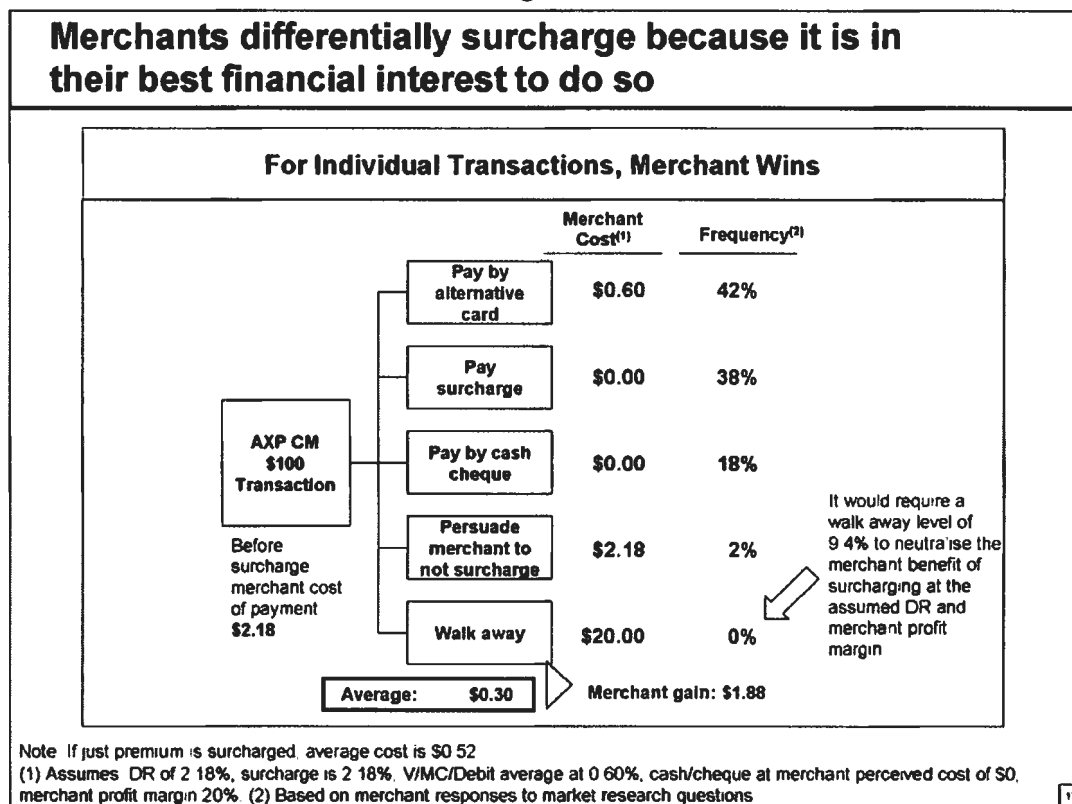 Merchants differentially surcharge because it is in
their best financial interest to do so
For Individual Transactions, Merchant Wins
Merchant
Cost(1)
Frequency(2)
Pay by
alternative
card
$0.60
42%
Pay
surcharge
$0.00
38%
AXP CM
$100
Transaction
Before
surcharge
merchant cost
of payment
$2.18
Pay by cash
cheque
$0.00
18%
Persuade
merchant to
not surcharge
$2.18
2%
Walk away
$20.00
0%
It would require a
walk away level of
9 4% to neutra'ise the
merchant benefit of
surcharging at the
assumed DR and
merchant profit
margin
Average: $0.30
Merchant gain: $1.88
Note If just premium is surcharged, average cost is $0 52
(1) Assumes DR of 2 18%, surcharge is 2 18%, V/MC/Debit average at 0 60%, cash/cheque at merchant perceived cost of $0,
merchant profit margin 20%. (2) Based on merchant responses to market research questions